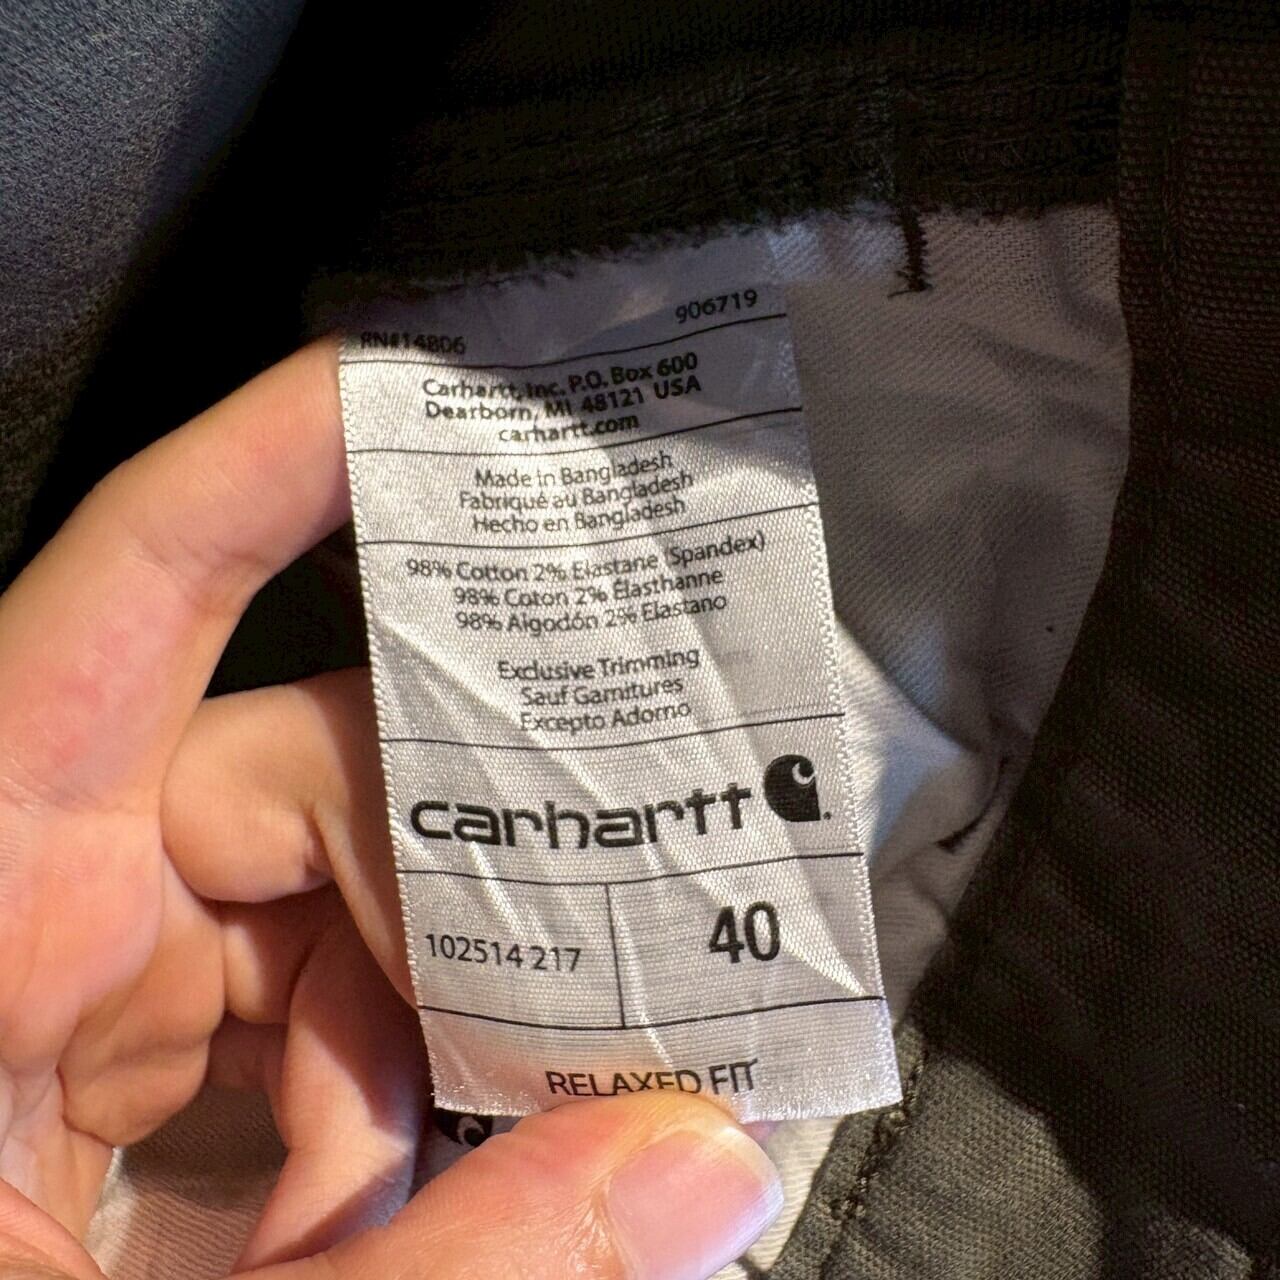 RN#14806
906719
Carhartt, Inc. P.O. Box 600
Dearborn, MI 48121 USA
carhartt.com
Made in Bangladesh
Fabriqué au Bangladesh
Hecho en Bangladesh
98% Cotton 2% Elastane (Spandex)
98% Coton 2% Élasthanne
98% Algodón 2% Elastano
Exclusive Trimming
Sauf Garnitures
Excepto Adorno
carhartt
102514 217
40
RELAXED FIT